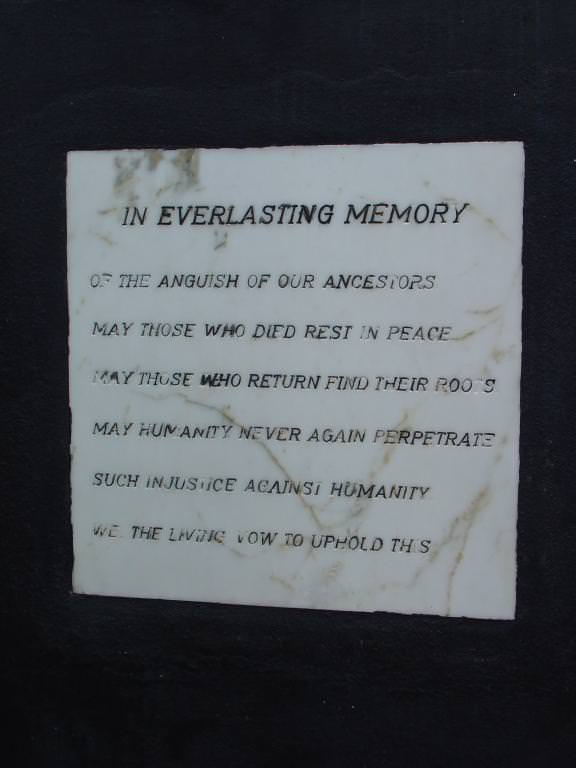 IN EVERLASTING MEMORY
OF THE ANGUISH OF OUR ANCESTORS
MAY THOSE WHO DIED REST IN PEACE
MAY THOSE WHO RETURN FIND THEIR ROOTS
MAY HUMANITY NEVER AGAIN PERPETRATE
SUCH INJUSTICE AGAINST HUMANITY
WE, THE LIVING VOW TO UPHOLD THIS